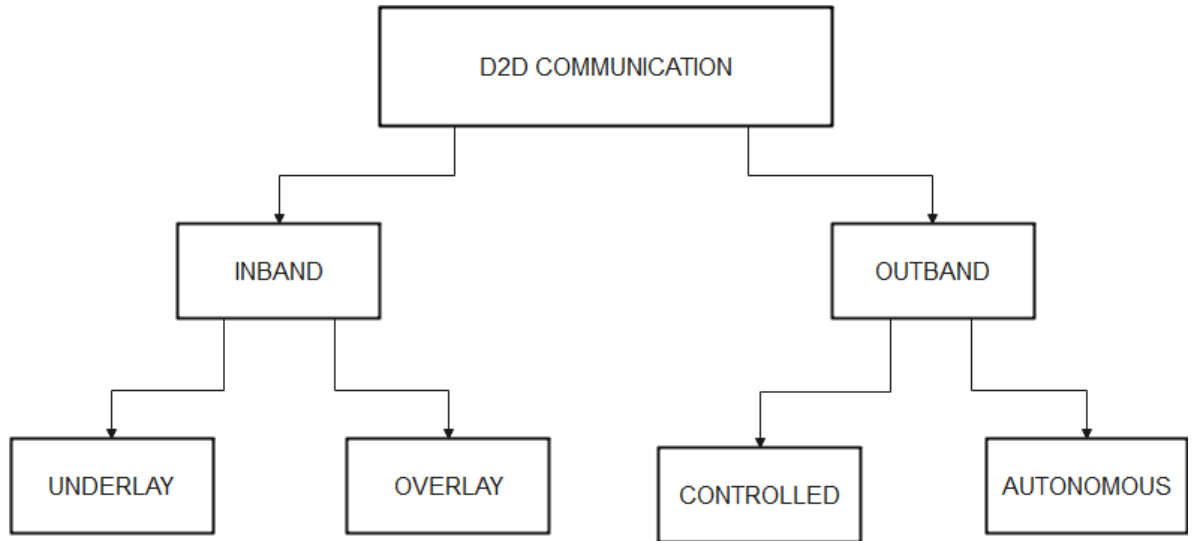 D2D COMMUNICATION
INBAND
OUTBAND
UNDERLAY
OVERLAY
CONTROLLED
AUTONOMOUS